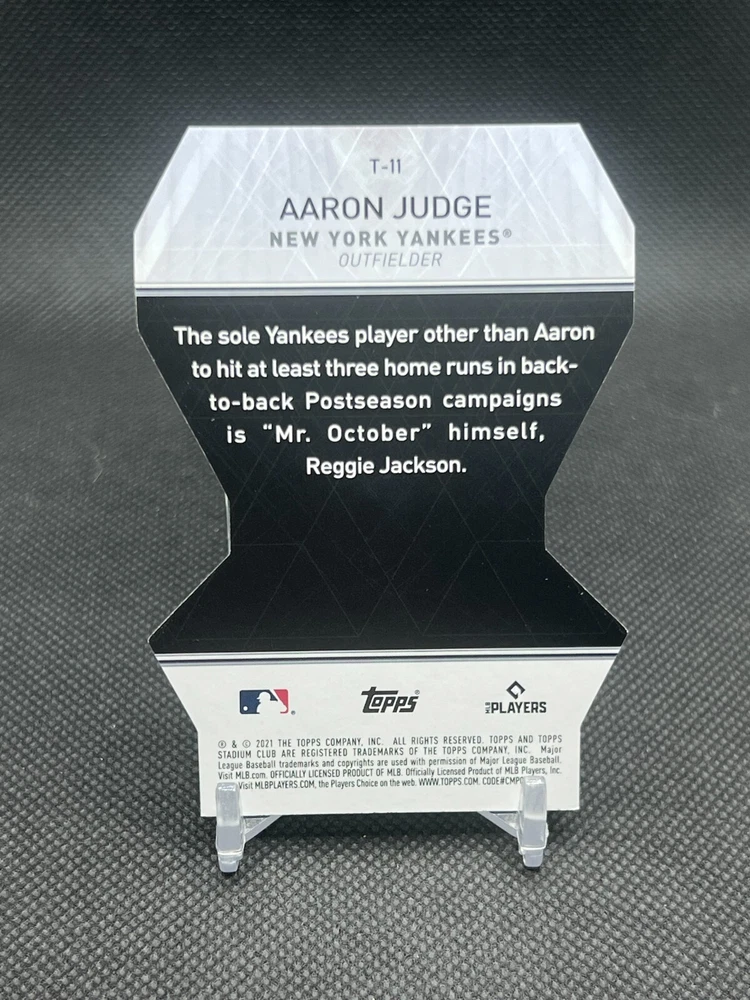 T-11
AARON JUDGE
NEW YORK YANKEES®
OUTFIELDER
The sole Yankees player other than Aaron
to hit at least three home runs in back-
to-back Postseason campaigns
is “Mr. October” himself,
Reggie Jackson.
Topps®
MLB PLAYERS
® & © 2021 THE TOPPS COMPANY, INC. ALL RIGHTS RESERVED. TOPPS AND TOPPS
STADIUM CLUB ARE REGISTERED TRADEMARKS OF THE TOPPS COMPANY, INC. Major
League Baseball trademarks and copyrights are used with permission of Major League Baseball.
Visit MLB.com. OFFICIALLY LICENSED PRODUCT OF MLB. Officially Licensed Product of MLB Players, Inc.
Visit MLBPLAYERS.COM, the Players Choice on the web. WWW.TOPPS.COM.